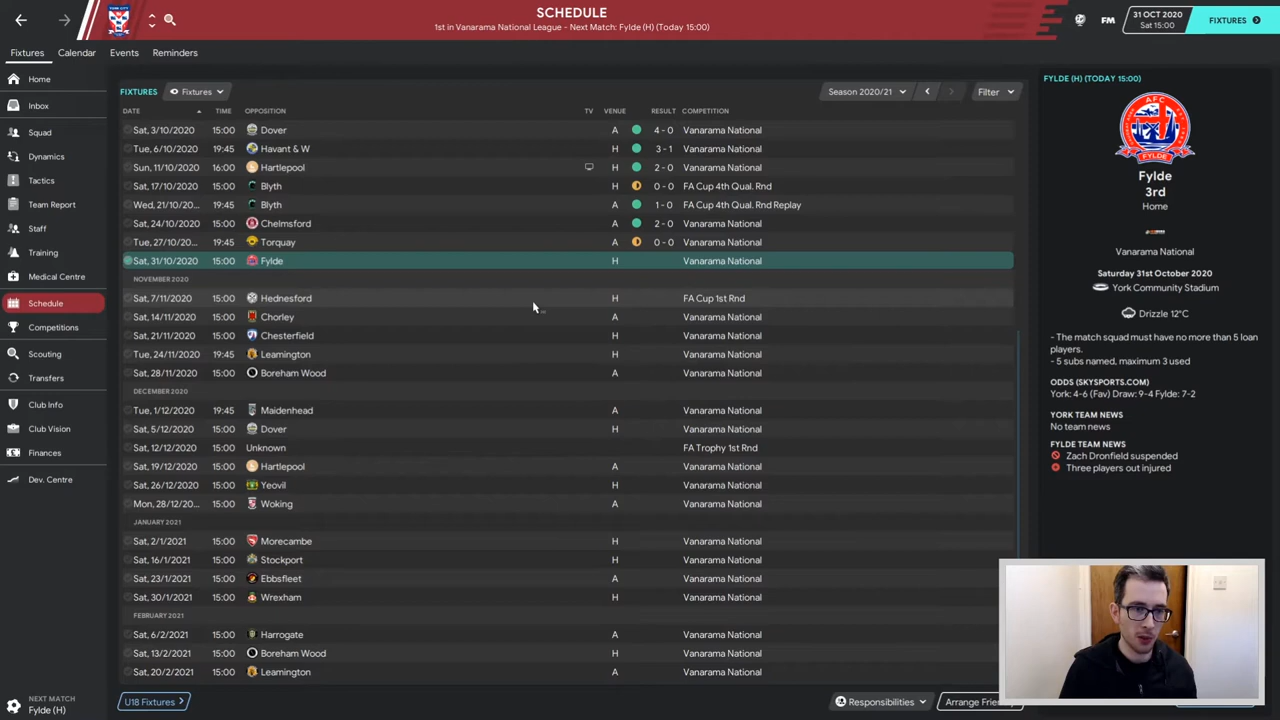 SCHEDULE
1st in Vanarama National League - Next Match: Fylde (H) (Today 15:00)
FM
31 OCT 2020
Sat 15:00
FIXTURES
Fixtures Calendar Events Reminders
Home
Inbox
Squad
Dynamics
Tactics
Team Report
Staff
Training
Medical Centre
Schedule
Competitions
Scouting
Transfers
Club Info
Club Vision
Finances
Dev. Centre
NEXT MATCH
Fylde (H)
FIXTURES Fixtures Season 2020/21 Filter
DATE TIME OPPOSITION TV VENUE RESULT COMPETITION
Sat, 3/10/2020 15:00 Dover A 4 - 0 Vanarama National
Tue, 6/10/2020 19:45 Havant & W H 3 - 1 Vanarama National
Sun, 11/10/2020 16:00 Hartlepool H 2 - 0 Vanarama National
Sat, 17/10/2020 15:00 Blyth H 0 - 0 FA Cup 4th Qual. Rnd
Wed, 21/10/20... 19:45 Blyth A 1 - 0 FA Cup 4th Qual. Rnd Replay
Sat, 24/10/2020 15:00 Chelmsford A 2 - 0 Vanarama National
Tue, 27/10/20... 19:45 Torquay A 0 - 0 Vanarama National
Sat, 31/10/2020 15:00 Fylde H Vanarama National
NOVEMBER 2020
Sat, 7/11/2020 15:00 Hednesford H FA Cup 1st Rnd
Sat, 14/11/2020 15:00 Chorley A Vanarama National
Sat, 21/11/2020 15:00 Chesterfield H Vanarama National
Tue, 24/11/2020 19:45 Leamington H Vanarama National
Sat, 28/11/2020 15:00 Boreham Wood A Vanarama National
DECEMBER 2020
Tue, 1/12/2020 19:45 Maidenhead A Vanarama National
Sat, 5/12/2020 15:00 Dover H Vanarama National
Sat, 12/12/2020 15:00 Unknown FA Trophy 1st Rnd
Sat, 19/12/2020 15:00 Hartlepool A Vanarama National
Sat, 26/12/2020 15:00 Yeovil H Vanarama National
Mon, 28/12/20... 15:00 Woking A Vanarama National
JANUARY 2021
Sat, 2/1/2021 15:00 Morecambe H Vanarama National
Sat, 16/1/2021 15:00 Stockport H Vanarama National
Sat, 23/1/2021 15:00 Ebbsfleet A Vanarama National
Sat, 30/1/2021 15:00 Wrexham H Vanarama National
FEBRUARY 2021
Sat, 6/2/2021 15:00 Harrogate A Vanarama National
Sat, 13/2/2021 15:00 Boreham Wood H Vanarama National
Sat, 20/2/2021 15:00 Leamington A Vanarama National
U18 Fixtures Responsibilities Arrange
FYLDE (H) (TODAY 15:00)
AFC
FYLDE
Fylde
3rd
Home
Vanarama National
Saturday 31st October 2020
York Community Stadium
Drizzle 12°C
- The match squad must have no more than 5 loan
players.
- 5 subs named, maximum 3 used
ODDS (SKYSPORTS.COM)
York: 4-6 (Fav) Draw: 9-4 Fylde: 7-2
YORK TEAM NEWS
No team news
FYLDE TEAM NEWS
Zach Dronfield suspended
Three players out injured